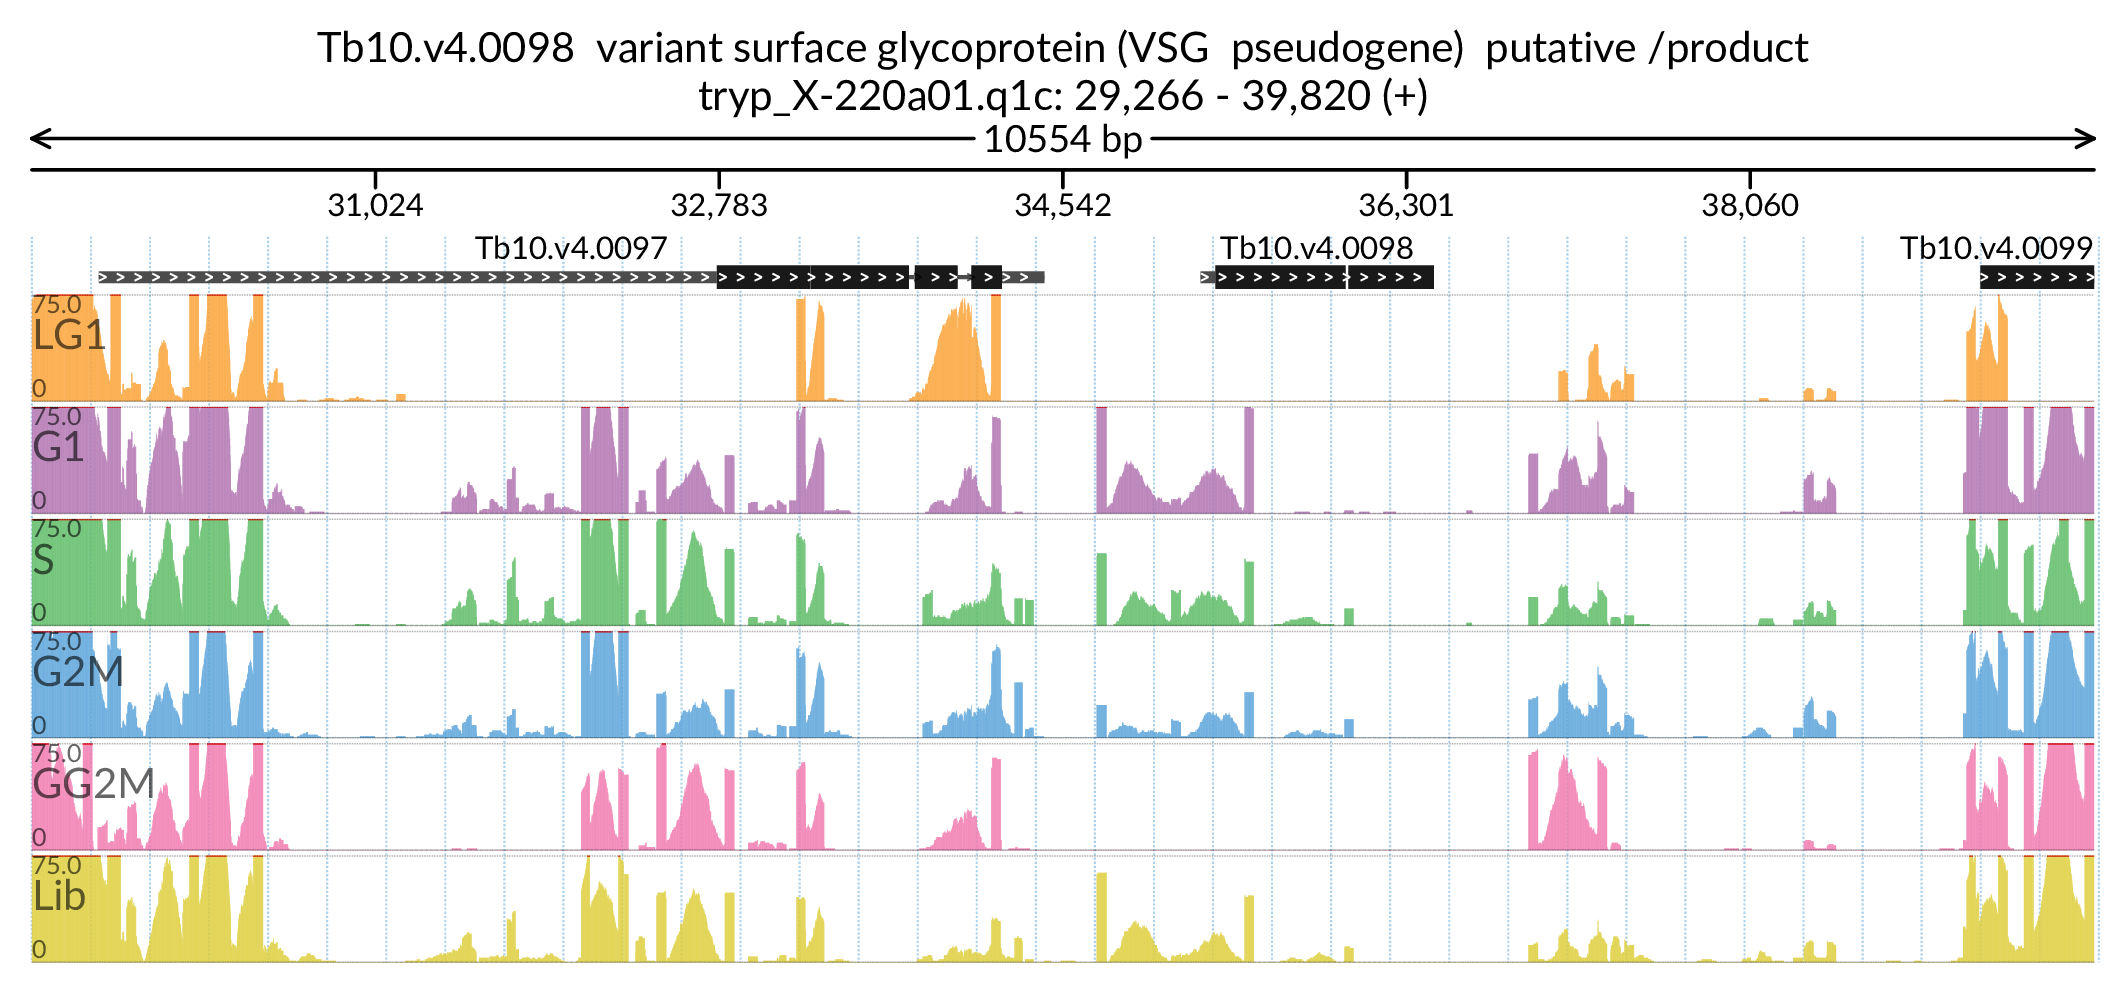 Tb10.v4.0098  variant surface glycoprotein (VSG  pseudogene)  putative /product
tryp_X-220a01.q1c: 29,266 - 39,820 (+)
10554 bp
31,024 32,783 34,542 36,301 38,060
Tb10.v4.0097 Tb10.v4.0098 Tb10.v4.0099
75.0
LG1
0
75.0
G1
0
75.0
S
0
75.0
G2M
0
75.0
GG2M
0
75.0
Lib
0